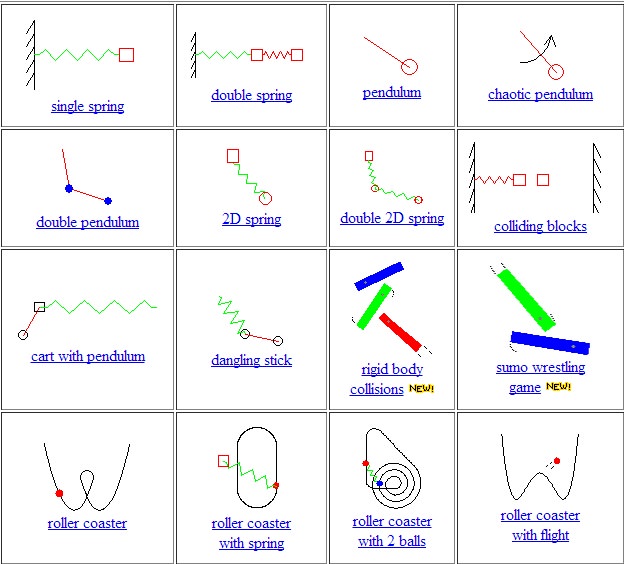 single spring
double spring
pendulum
chaotic pendulum
double pendulum
2D spring
double 2D spring
colliding blocks
cart with pendulum
dangling stick
rigid body
collisions NEW!
sumo wrestling
game NEW!
roller coaster
roller coaster
with spring
roller coaster
with 2 balls
roller coaster
with flight